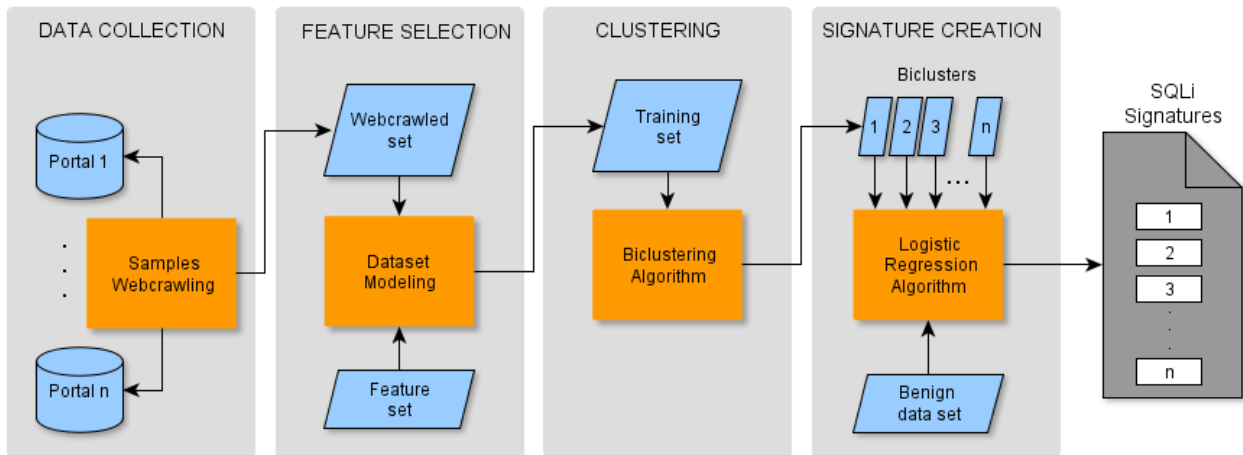 DATA COLLECTION
Portal 1
Samples
Webcrawling
Portal n
FEATURE SELECTION
Webcrawled
set
Dataset
Modeling
Feature
set
CLUSTERING
Training
set
Biclustering
Algorithm
SIGNATURE CREATION
Biclusters
1 2 3 n
...
Logistic
Regression
Algorithm
Benign
data set
SQLi
Signatures
1
2
3
n